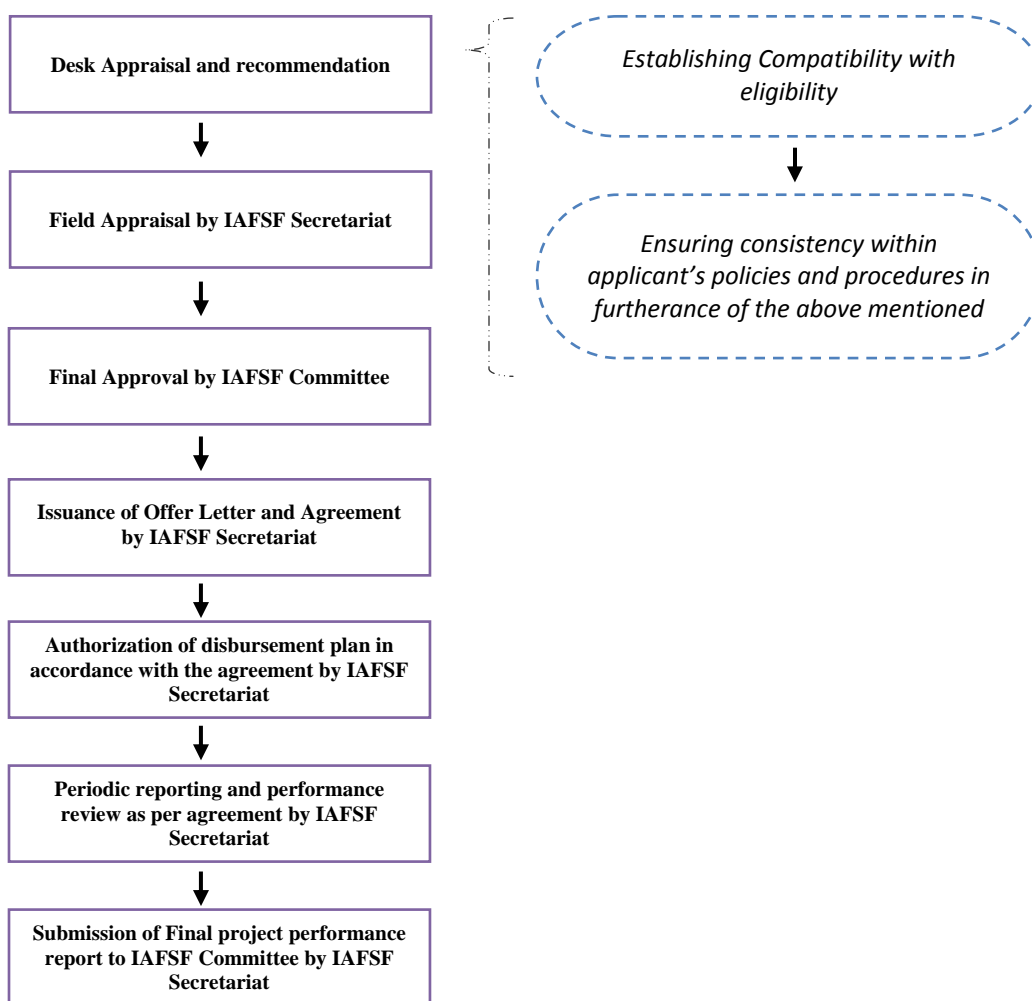 Desk Appraisal and recommendation
Establishing Compatibility with
eligibility
Field Appraisal by IAFSF Secretariat
Ensuring consistency within
applicant’s policies and procedures in
furtherance of the above mentioned
Final Approval by IAFSF Committee
Issuance of Offer Letter and Agreement
by IAFSF Secretariat
Authorization of disbursement plan in
accordance with the agreement by IAFSF
Secretariat
Periodic reporting and performance
review as per agreement by IAFSF
Secretariat
Submission of Final project performance
report to IAFSF Committee by IAFSF
Secretariat